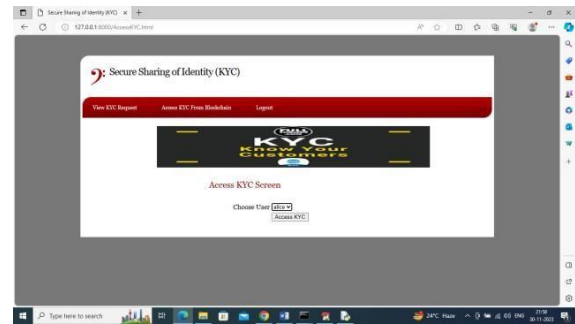 Secure Sharing of Identity (KYC)
127.0.0.1:8000/AccessKYC.html
Secure Sharing of Identity (KYC)
View KYC Request Access KYC From Blockchain Logout
FULL
KYC
Know Your
Customers
Access KYC Screen
Choose User alice
Access KYC
Type here to search
24°C Haze
ENG
21:58
30-11-2023